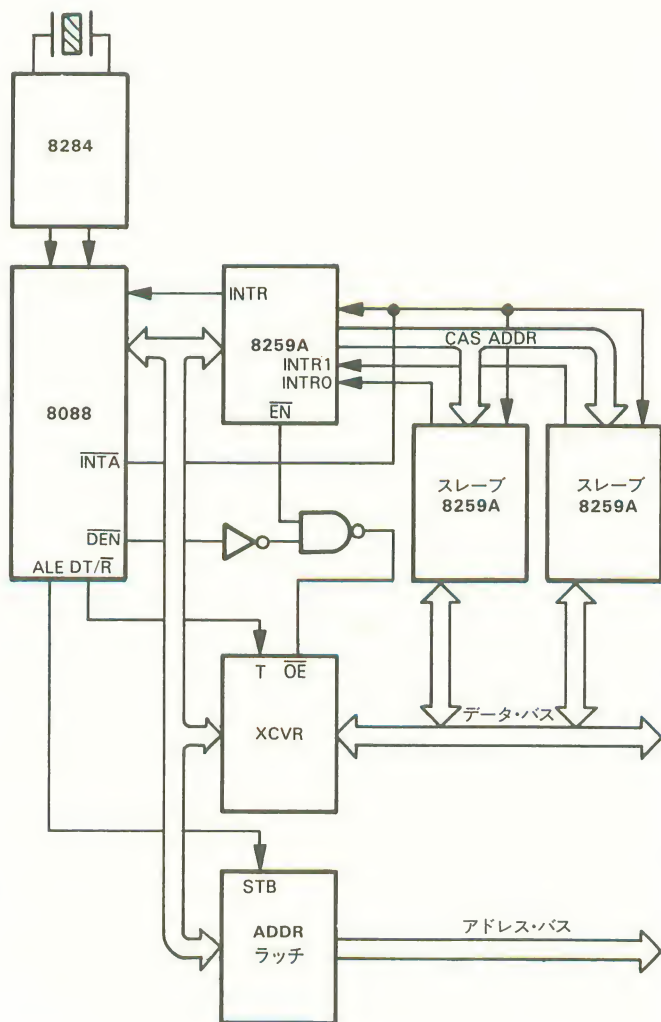 8284
INTR
8259A
CAS ADDR
INTR1
INTR0
8088
EN
INTA
スレーブ
8259A
スレーブ
8259A
DEN
ALE DT/R
T OE
XCVR
データ・バス
STB
ADDR
ラッチ
アドレス・バス